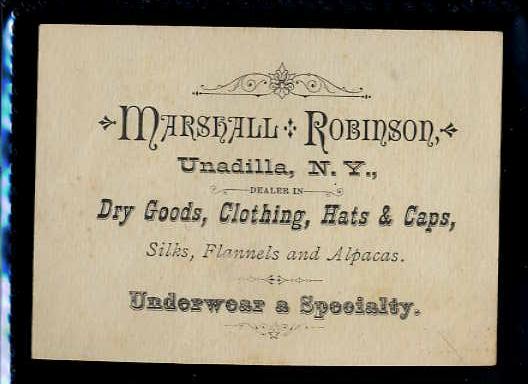 Marshall Robinson,
Unadilla, N. Y.,
DEALER IN
Dry Goods, Clothing, Hats & Caps,
Silks, Flannels and Alpacas.
Underwear a Specialty.